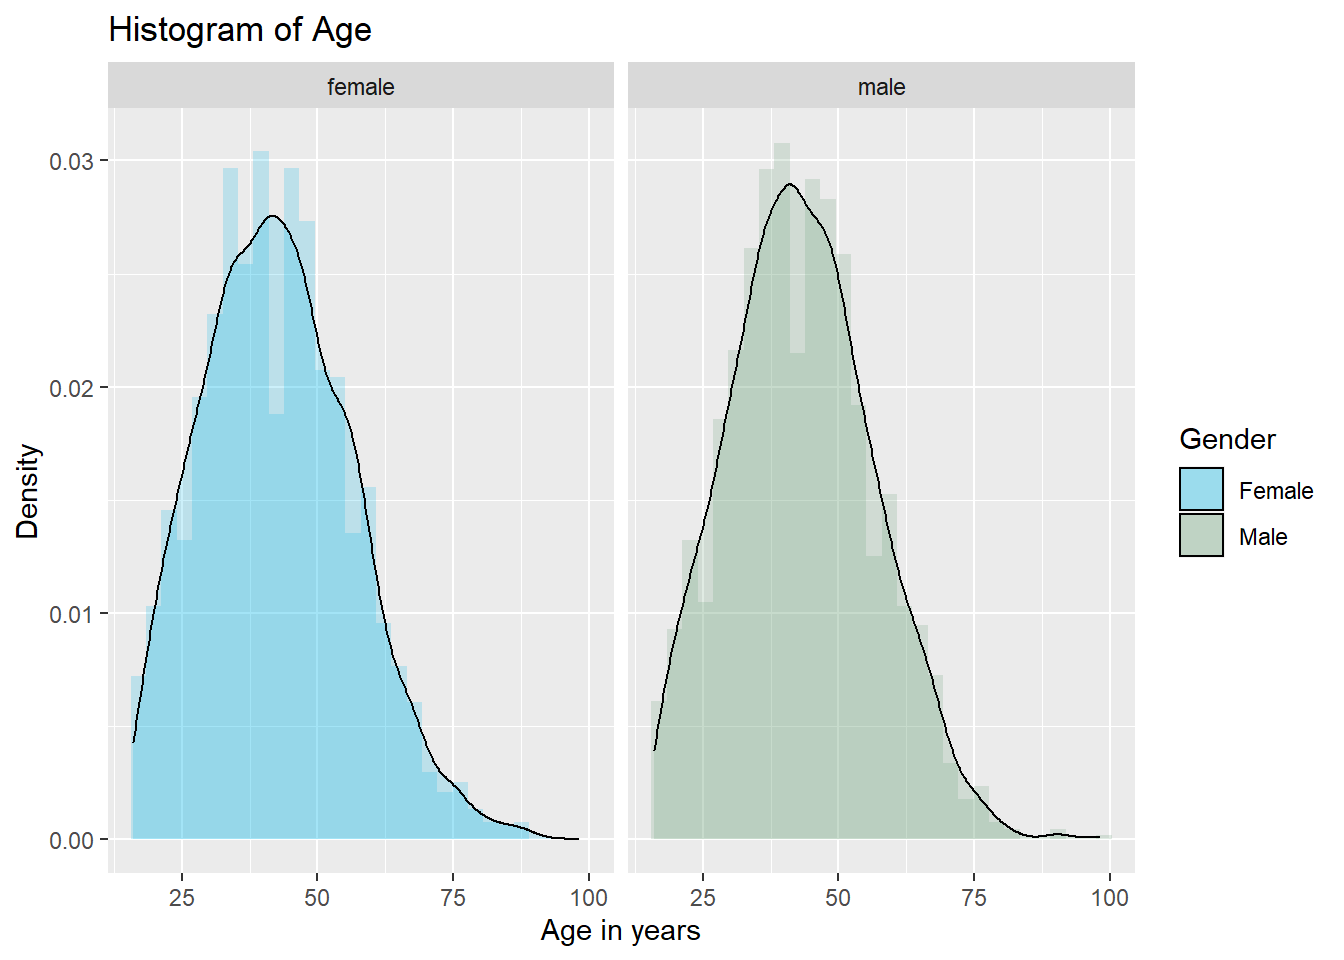 Histogram of Age
female
male
0.03
0.02
0.01
0.00
Density
25 50 75 100
25 50 75 100
Age in years
Gender
Female
Male